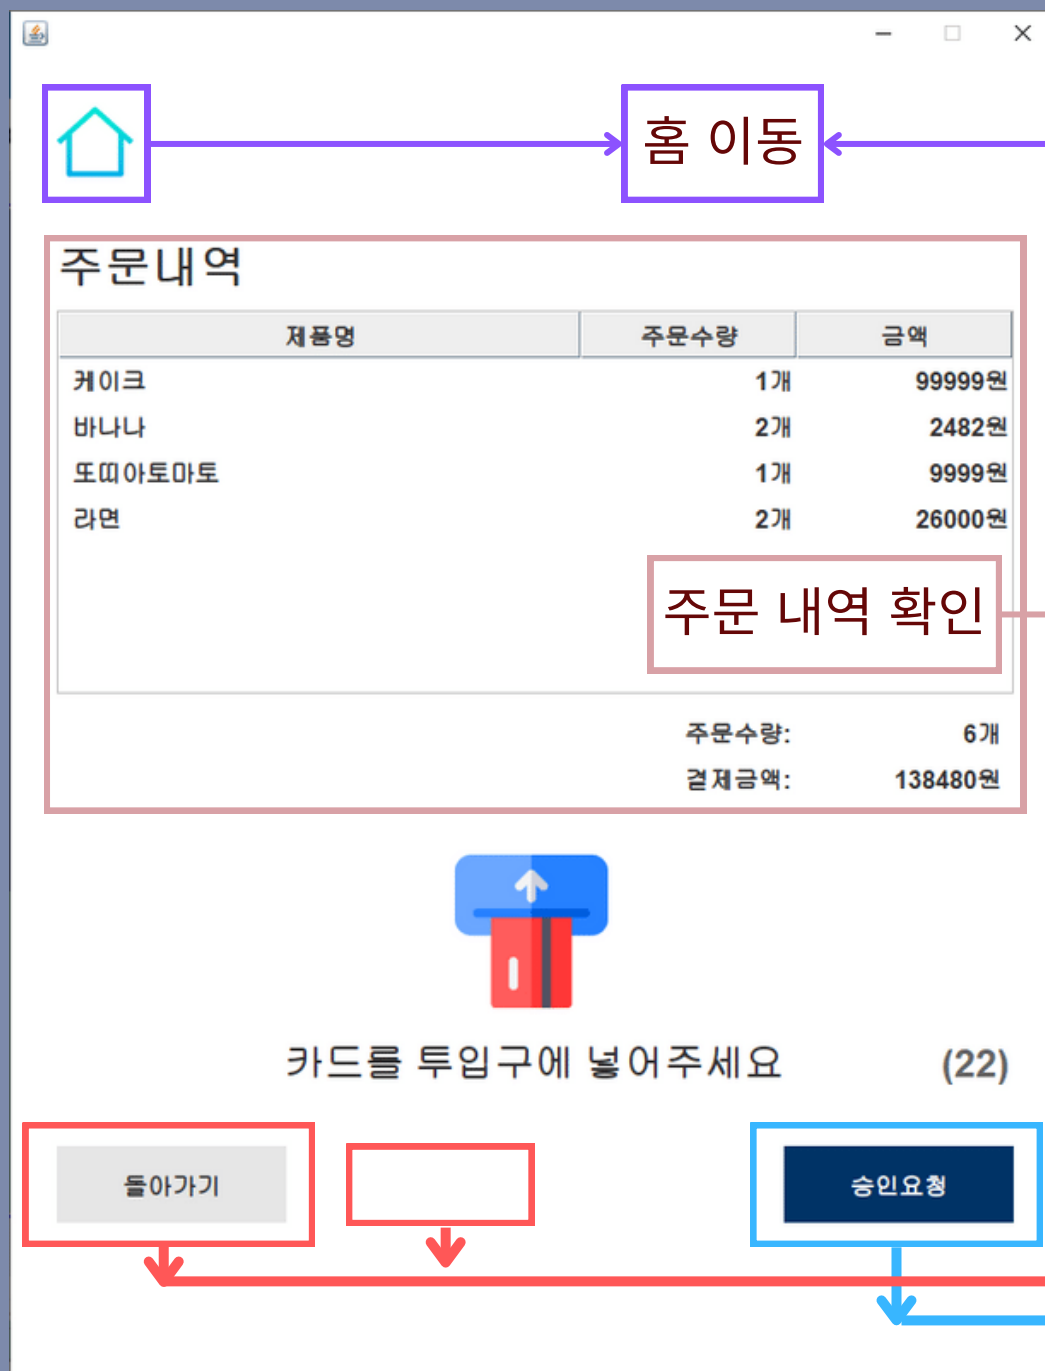 홈 이동
주문내역
제품명 주문수량 금액
케이크 1개 99999원
바나나 2개 2482원
또띠아토마토 1개 9999원
라면 2개 26000원
주문 내역 확인
주문수량: 6개
결제금액: 138480원
카드를 투입구에 넣어주세요 (22)
돌아가기 승인요청